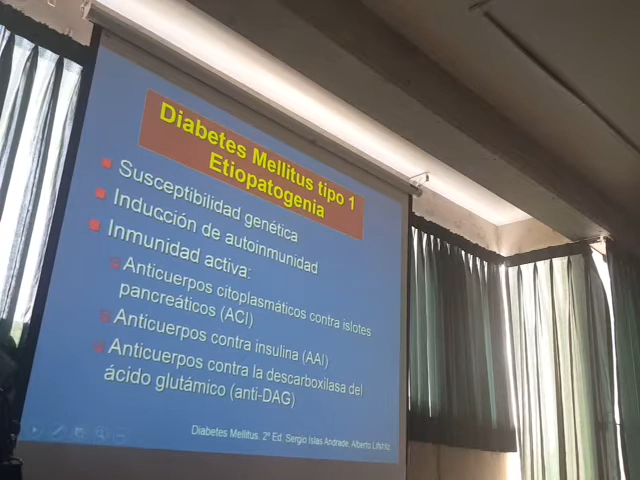 Diabetes Mellitus tipo 1
Etiopatogenia
Susceptibilidad genética
Inducción de autoinmunidad
Inmunidad activa:
Anticuerpos citoplasmáticos contra islotes
pancreáticos (ACI)
Anticuerpos contra insulina (AAI)
Anticuerpos contra la descarboxilasa del
ácido glutámico (anti-DAG)
Diabetes Mellitus. 2º Ed. Sergio Islas Andrade, Alberto